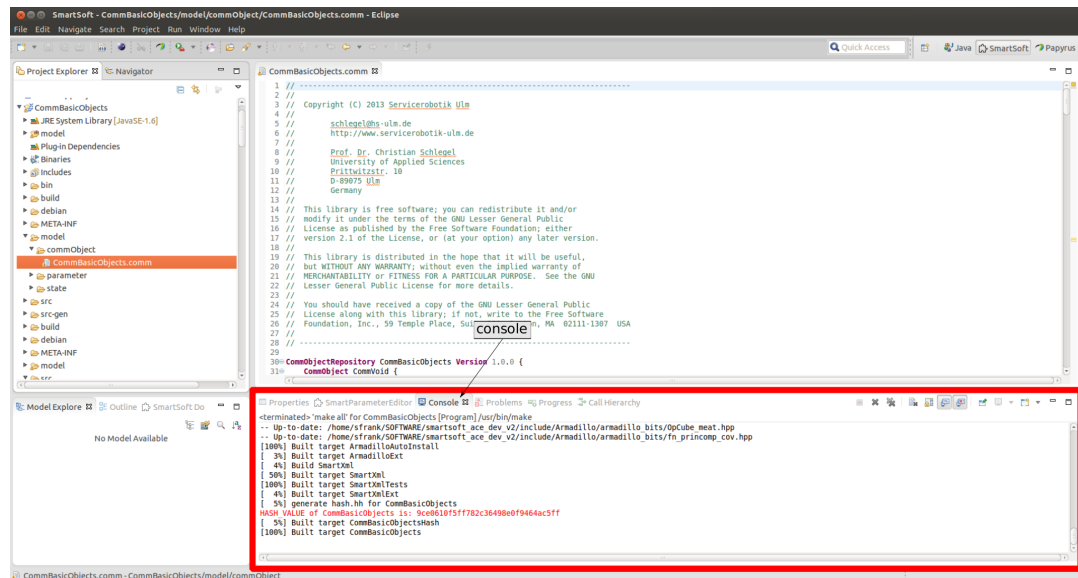 SmartSoft - CommBasicObjects/model/commObject/CommBasicObjects.comm - Eclipse
File Edit Navigate Search Project Run Window Help
Quick Access
Java
SmartSoft
Papyrus
Project Explorer
Navigator
CommBasicObjects
JRE System Library [JavaSE-1.6]
model
Plug-in Dependencies
Binaries
Includes
bin
build
debian
META-INF
model
commObject
CommBasicObjects.comm
parameter
state
src
src-gen
build
debian
META-INF
model
src
CommBasicObjects.comm
1 // --------------------------------------------------------------------------
2 //
3 // Copyright (C) 2013 Servicerobotik Ulm
4 //
5 // schlegel@hs-ulm.de
6 // http://www.servicerobotik-ulm.de
7 //
8 // Prof. Dr. Christian Schlegel
9 // University of Applied Sciences
10 // Prittwitzstr. 10
11 // D-89075 Ulm
12 // Germany
13 //
14 // This library is free software; you can redistribute it and/or
15 // modify it under the terms of the GNU Lesser General Public
16 // License as published by the Free Software Foundation; either
17 // version 2.1 of the License, or (at your option) any later version.
18 //
19 // This library is distributed in the hope that it will be useful,
20 // but WITHOUT ANY WARRANTY; without even the implied warranty of
21 // MERCHANTABILITY or FITNESS FOR A PARTICULAR PURPOSE. See the GNU
22 // Lesser General Public License for more details.
23 //
24 // You should have received a copy of the GNU Lesser General Public
25 // License along with this library; if not, write to the Free Software
26 // Foundation, Inc., 59 Temple Place, Sui n, MA 02111-1307 USA
27 //
28 // --------------------------------------------------------------------------
29
30 CommObjectRepository CommBasicObjects Version 1.0.0 {
31 CommObject CommVoid {
console
Model Explore
Outline
SmartSoft Do
No Model Available
Properties
SmartParameterEditor
Console
Problems
Progress
Call Hierarchy
<terminated> 'make all' for CommBasicObjects [Program] /usr/bin/make
-- Up-to-date: /home/sfrank/SOFTWARE/smartsoft_ace_dev_v2/include/Armadillo/armadillo_bits/OpCube_meat.hpp
-- Up-to-date: /home/sfrank/SOFTWARE/smartsoft_ace_dev_v2/include/Armadillo/armadillo_bits/fn_princomp_cov.hpp
[100%] Built target ArmadilloAutoInstall
[ 3%] Built target ArmadilloExt
[ 4%] Build SmartXml
[ 50%] Built target SmartXml
[100%] Built target SmartXmlTests
[ 4%] Built target SmartXmlExt
[ 5%] generate hash.hh for CommBasicObjects
HASH_VALUE of CommBasicObjects is: 9ce0610f5ff782c36498e0f9464ac5ff
[ 5%] Built target CommBasicObjectsHash
[100%] Built target CommBasicObjects
CommBasicObjects.comm - CommBasicObjects/model/commObject